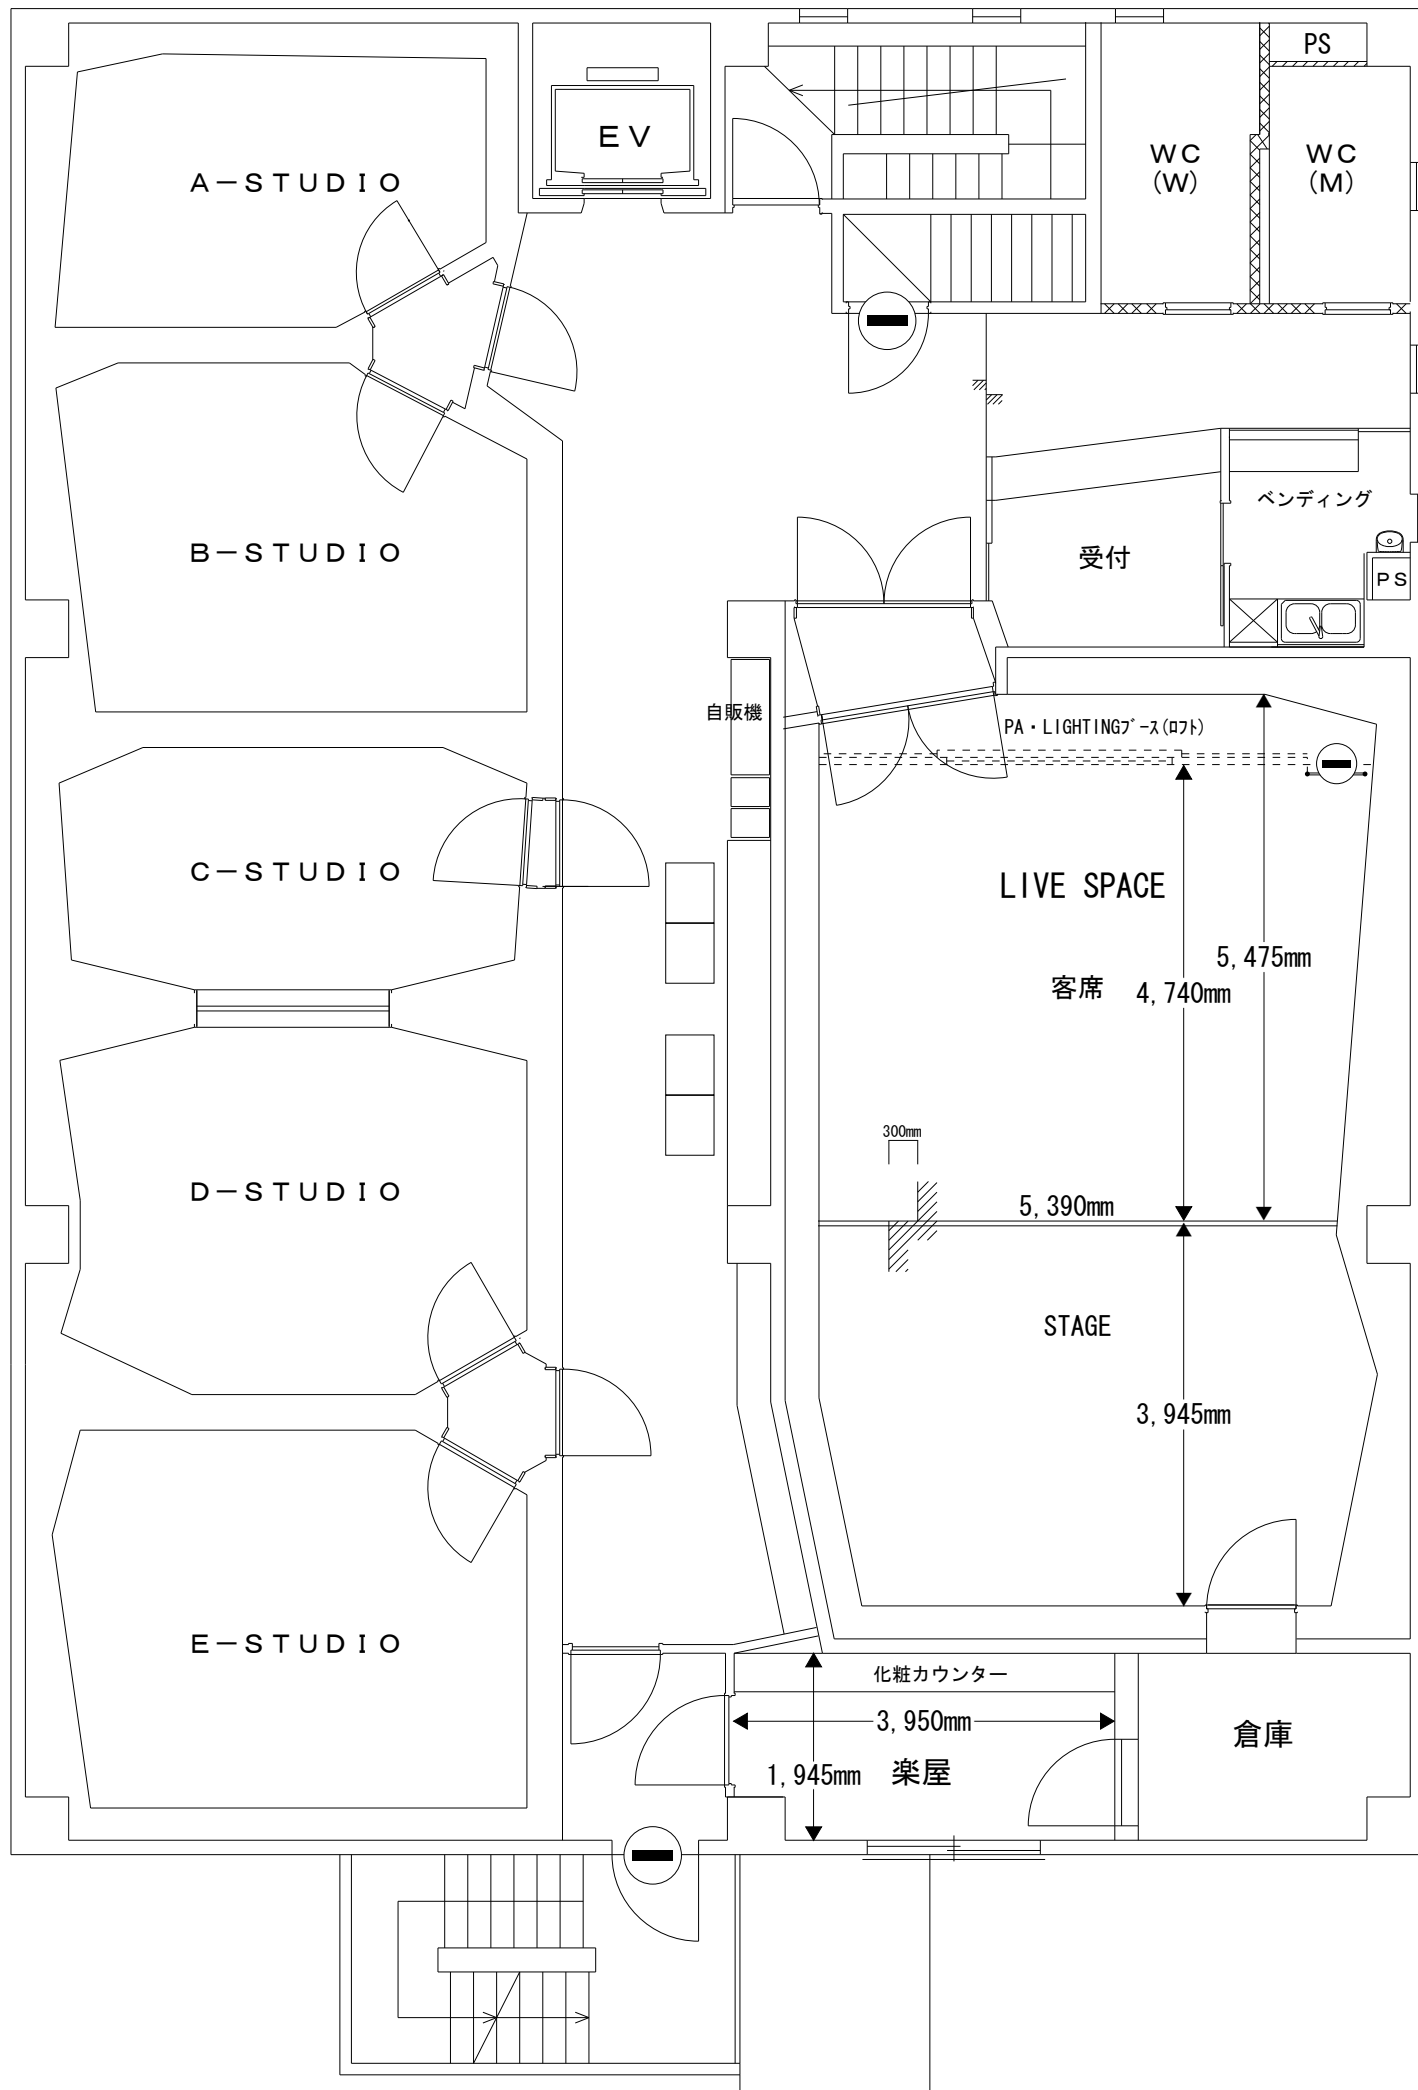 PS
EV
WC
(W)
WC
(M)
A-STUDIO
B-STUDIO
ベンディング
受付
PS
自販機
PA・LIGHTINGブース(ロフト)
C-STUDIO
LIVE SPACE
5,475mm
客席
4,740mm
300mm
D-STUDIO
5,390mm
STAGE
3,945mm
E-STUDIO
化粧カウンター
3,950mm
倉庫
1,945mm
楽屋